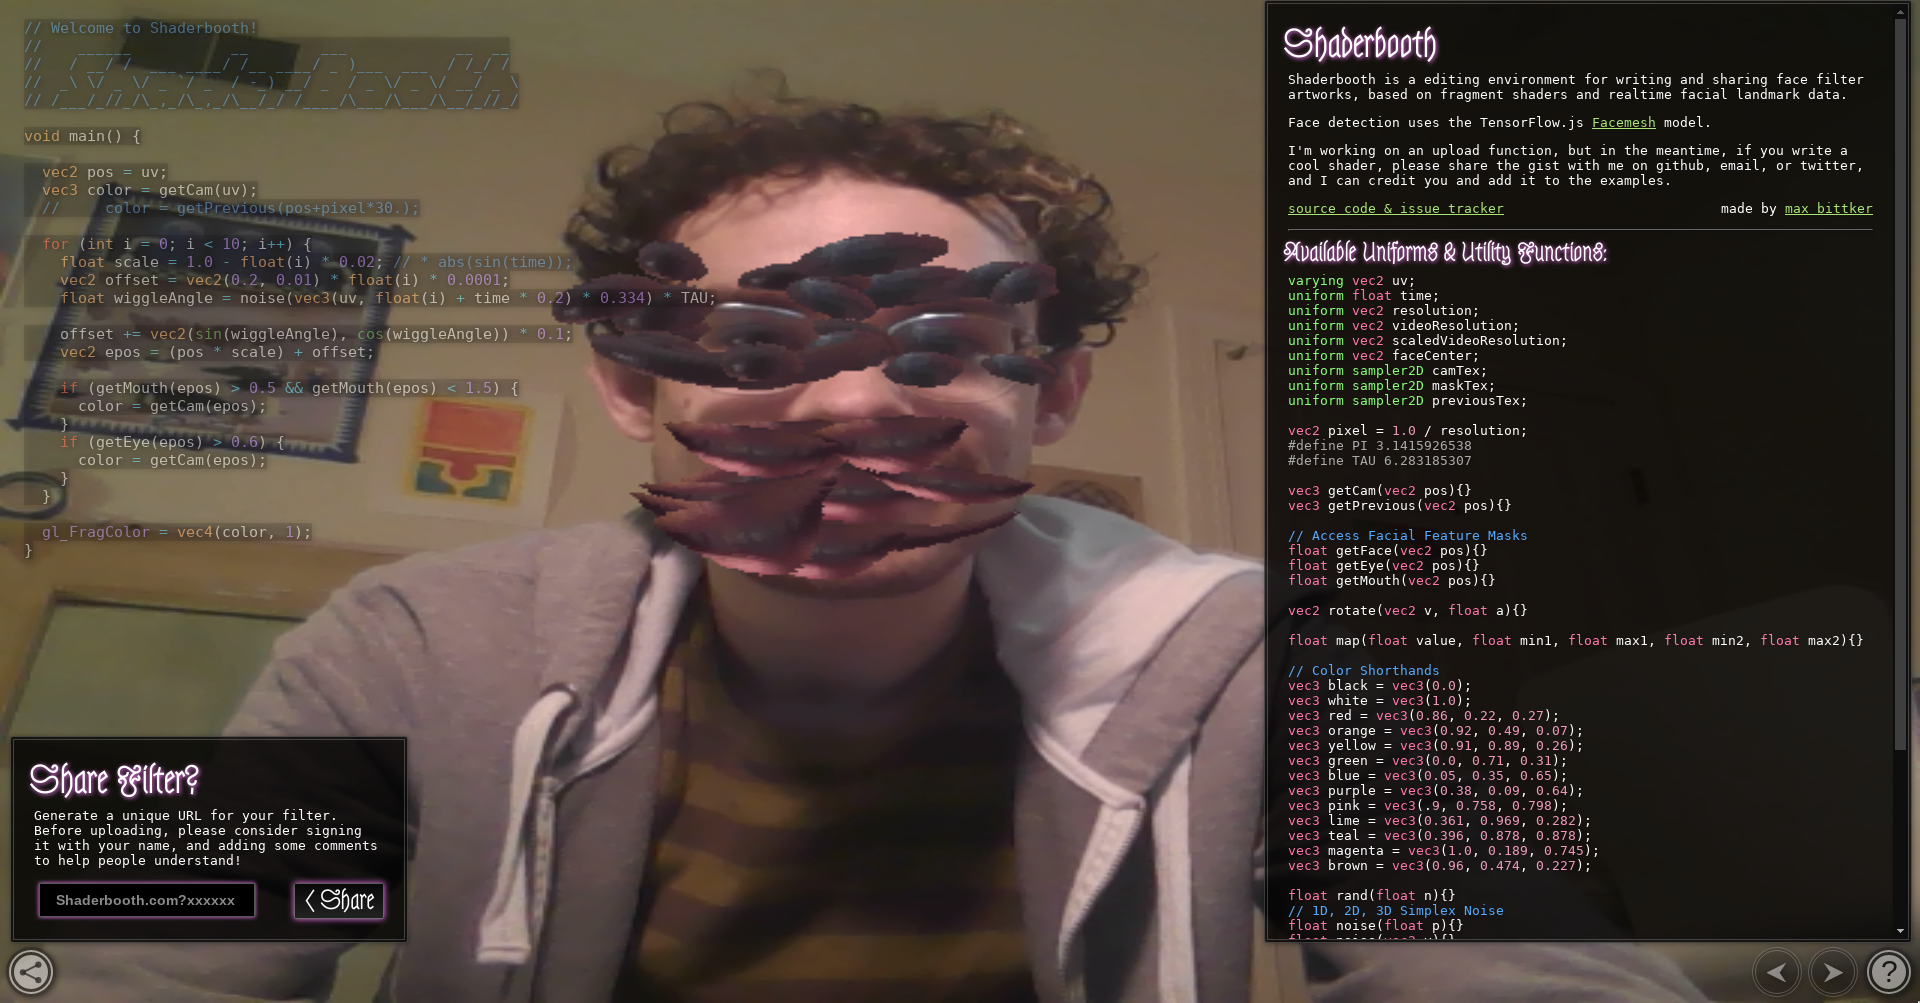 // Welcome to Shaderbooth!
//    ______           __        ___            __  __
//   / __/ /  ___ ____/ /__ ____/ _ )___  ___  / /_/ /
//  _\ \/ _ \/ _ `/ _  / -_) __/ _  / _ \/ _ \/ __/ _ \
// /___/_//_/\_,_/\_,_/\__/_/ /____/\___/\___/\__/_//_/
void main() {
vec2 pos = uv;
vec3 color = getCam(uv);
//     color = getPrevious(pos+pixel*30.);
for (int i = 0; i < 10; i++) {
float scale = 1.0 - float(i) * 0.02; // * abs(sin(time));
vec2 offset = vec2(0.2, 0.01) * float(i) * 0.0001;
float wiggleAngle = noise(vec3(uv, float(i) + time * 0.2) * 0.334) * TAU;
offset += vec2(sin(wiggleAngle), cos(wiggleAngle)) * 0.1;
vec2 epos = (pos * scale) + offset;
if (getMouth(epos) > 0.5 && getMouth(epos) < 1.5) {
color = getCam(epos);
}
if (getEye(epos) > 0.6) {
color = getCam(epos);
}
}
gl_FragColor = vec4(color, 1);
}
Share Filter?
Generate a unique URL for your filter.
Before uploading, please consider signing
it with your name, and adding some comments
to help people understand!
Shaderbooth.com?xxxxxx
Share
Shaderbooth
Shaderbooth is a editing environment for writing and sharing face filter
artworks, based on fragment shaders and realtime facial landmark data.
Face detection uses the TensorFlow.js Facemesh model.
I'm working on an upload function, but in the meantime, if you write a
cool shader, please share the gist with me on github, email, or twitter,
and I can credit you and add it to the examples.
source code & issue tracker made by max bittker
Available Uniforms & Utility Functions:
varying vec2 uv;
uniform float time;
uniform vec2 resolution;
uniform vec2 videoResolution;
uniform vec2 scaledVideoResolution;
uniform vec2 faceCenter;
uniform sampler2D camTex;
uniform sampler2D maskTex;
uniform sampler2D previousTex;
vec2 pixel = 1.0 / resolution;
#define PI 3.1415926538
#define TAU 6.283185307
vec3 getCam(vec2 pos){}
vec3 getPrevious(vec2 pos){}
// Access Facial Feature Masks
float getFace(vec2 pos){}
float getEye(vec2 pos){}
float getMouth(vec2 pos){}
vec2 rotate(vec2 v, float a){}
float map(float value, float min1, float max1, float min2, float max2){}
// Color Shorthands
vec3 black = vec3(0.0);
vec3 white = vec3(1.0);
vec3 red = vec3(0.86, 0.22, 0.27);
vec3 orange = vec3(0.92, 0.49, 0.07);
vec3 yellow = vec3(0.91, 0.89, 0.26);
vec3 green = vec3(0.0, 0.71, 0.31);
vec3 blue = vec3(0.05, 0.35, 0.65);
vec3 purple = vec3(0.38, 0.09, 0.64);
vec3 pink = vec3(.9, 0.758, 0.798);
vec3 lime = vec3(0.361, 0.969, 0.282);
vec3 teal = vec3(0.396, 0.878, 0.878);
vec3 magenta = vec3(1.0, 0.189, 0.745);
vec3 brown = vec3(0.96, 0.474, 0.227);
float rand(float n){}
// 1D, 2D, 3D Simplex Noise
float noise(float p){}
?